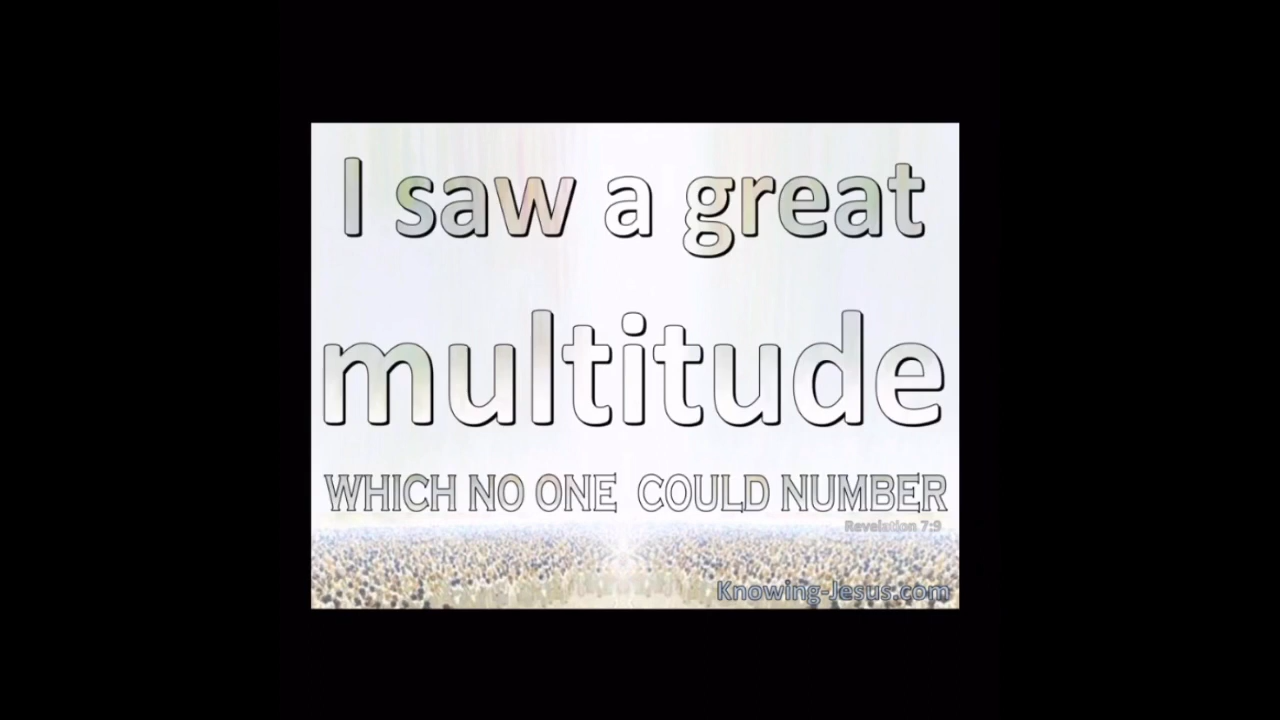 I saw a great
multitude
WHICH NO ONE COULD NUMBER
Revelation 7:9
Knowing-Jesus.com